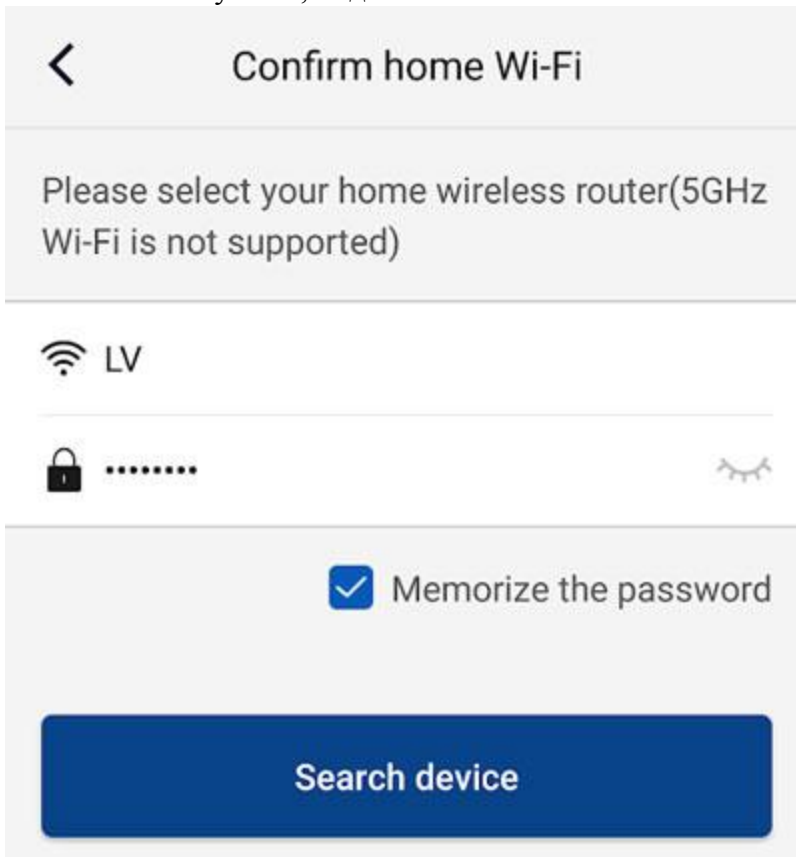 Confirm home Wi-Fi
Please select your home wireless router(5GHz
Wi-Fi is not supported)
LV
••••••••
Memorize the password
Search device